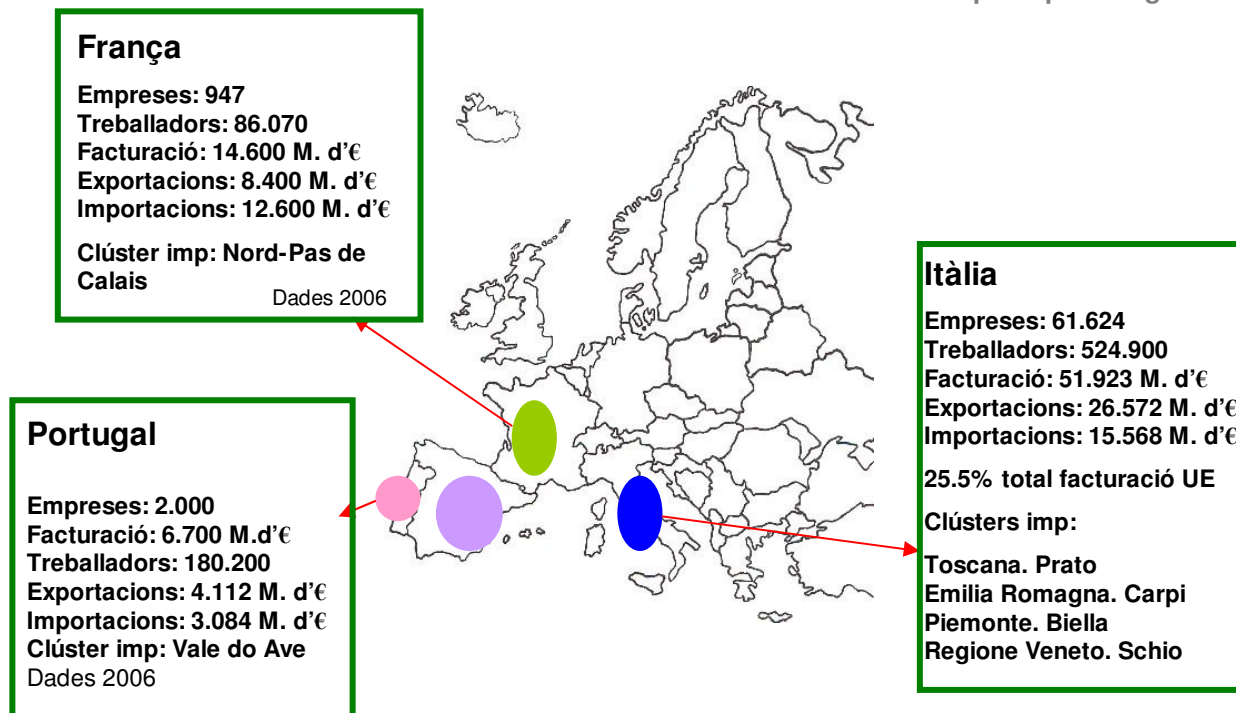 França
Empreses: 947
Treballadors: 86.070
Facturació: 14.600 M. d'€
Exportacions: 8.400 M. d'€
Importacions: 12.600 M. d'€
Clúster imp: Nord-Pas de
Calais
Dades 2006
Itàlia
Empreses: 61.624
Treballadors: 524.900
Facturació: 51.923 M. d'€
Exportacions: 26.572 M. d'€
Importacions: 15.568 M. d'€
25.5% total facturació UE
Clústers imp:
Toscana. Prato
Emilia Romagna. Carpi
Piemonte. Biella
Regione Veneto. Schio
Portugal
Empreses: 2.000
Facturació: 6.700 M.d'€
Treballadors: 180.200
Exportacions: 4.112 M. d'€
Importacions: 3.084 M. d'€
Clúster imp: Vale do Ave
Dades 2006